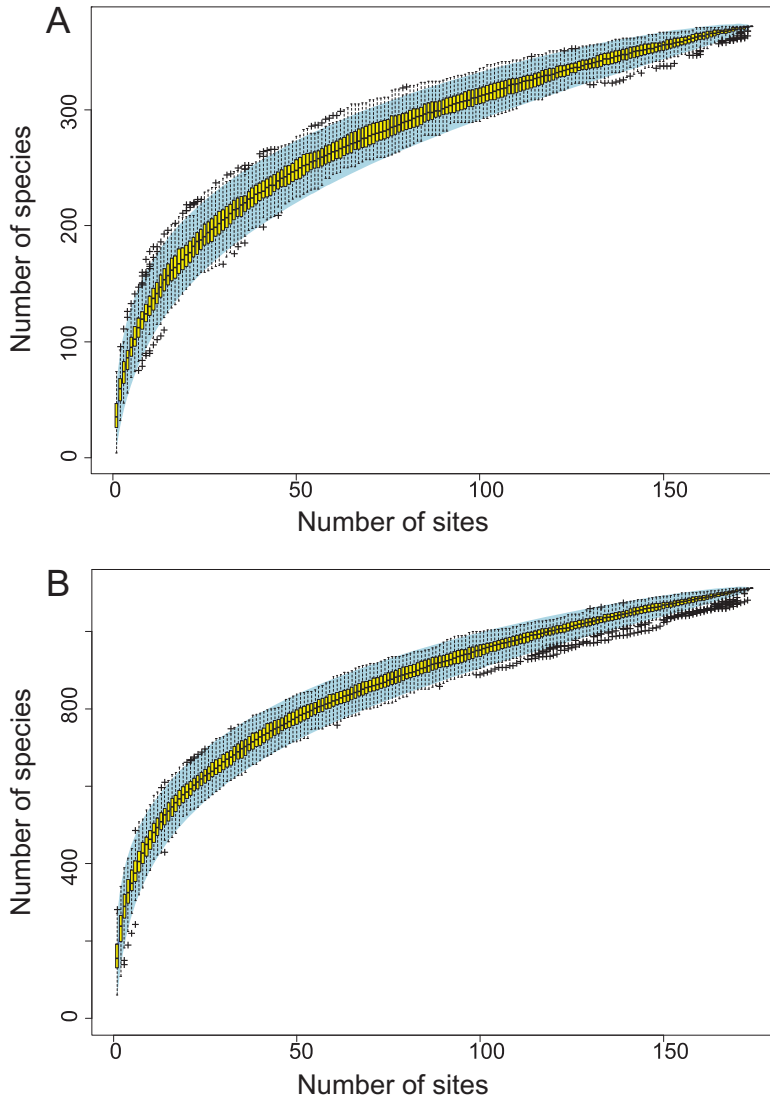 A
Number of species
300
200
100
0
0 50 100 150
Number of sites
B
Number of species
800
400
0
0 50 100 150
Number of sites